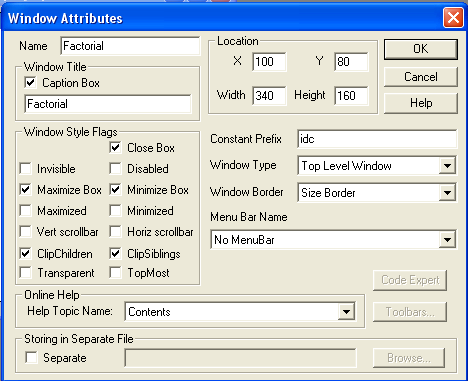 Window Attributes
Name Factorial
Window Title
Caption Box
Factorial
Location
X 100 Y 80
Width 340 Height 160
OK
Cancel
Help
Window Style Flags
Close Box
Invisible Disabled
Maximize Box Minimize Box
Maximized Minimized
Vert scrollbar Horiz scrollbar
ClipChildren ClipSiblings
Transparent TopMost
Constant Prefix idc
Window Type Top Level Window
Window Border Size Border
Menu Bar Name
No MenuBar
Code Expert
Toolbars...
Online Help
Help Topic Name: Contents
Storing in Separate File
Separate Browse...